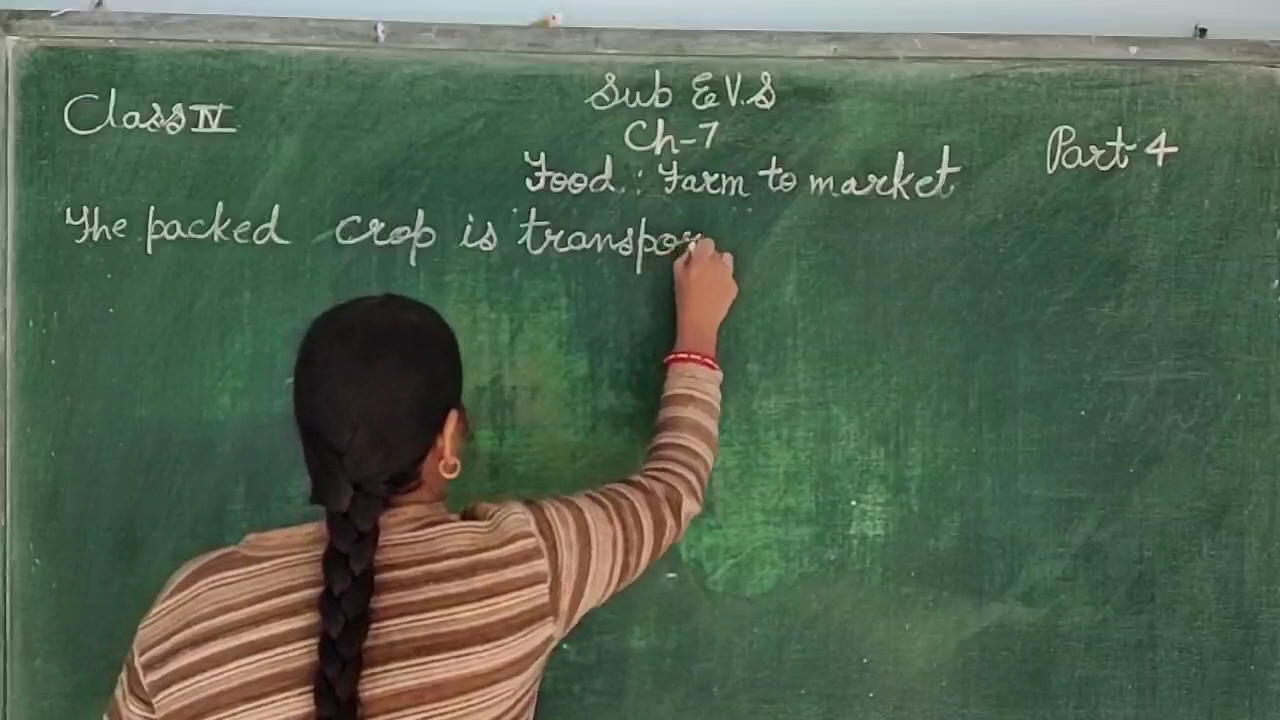 Class IV
Sub E.V.S
Ch-7
Part-4
Food : Farm to market
The packed crop is transpor